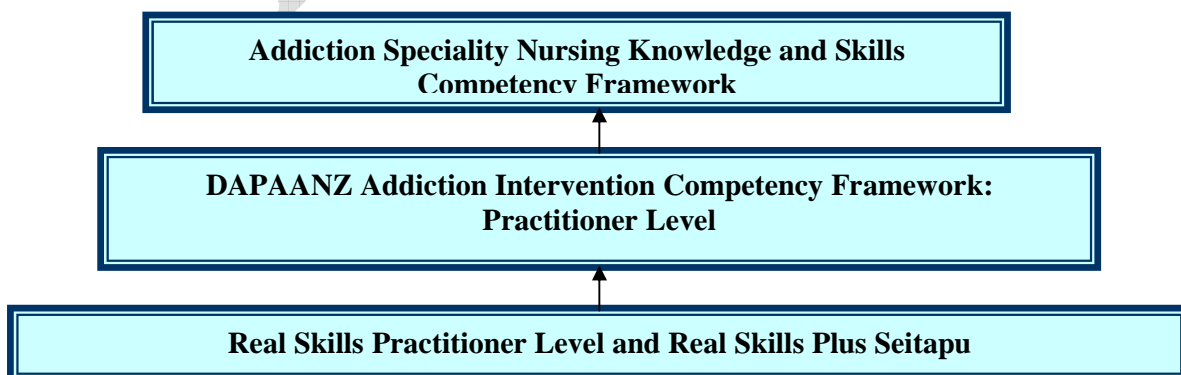 Addiction Speciality Nursing Knowledge and Skills
Competency Framework
DAPAANZ Addiction Intervention Competency Framework:
Practitioner Level
Real Skills Practitioner Level and Real Skills Plus Seitapu